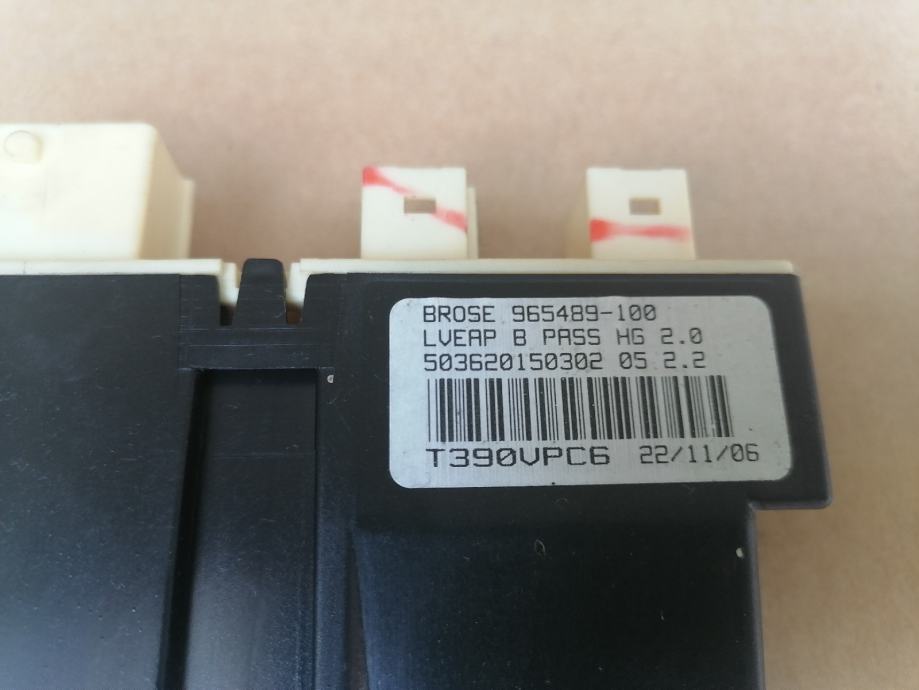 BROSE 965489-100
LVEAP B PASS HG 2.0
503620150302 05 2.2
T390VPC6 22/11/06